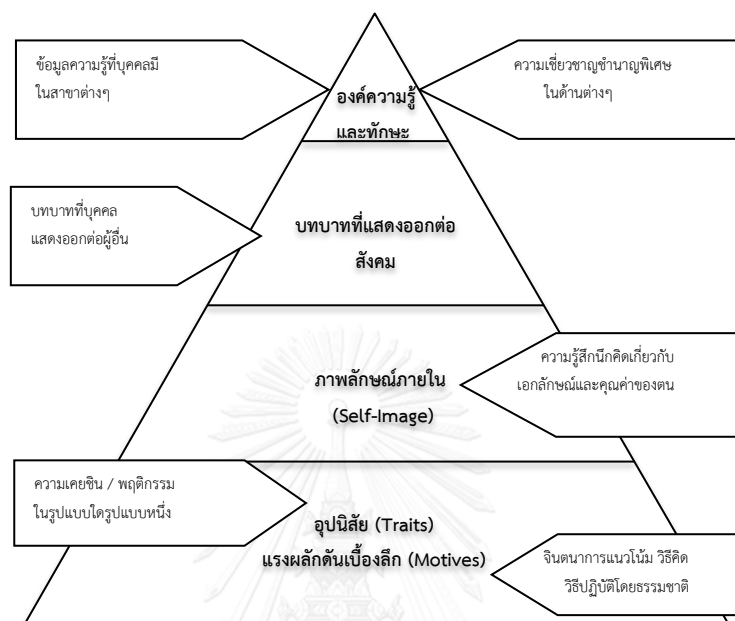 ข้อมูลความรู้ที่บุคคลมี
ในสาขาต่างๆ
ความเชี่ยวชาญชำนาญพิเศษ
ในด้านต่างๆ
องค์ความรู้
และทักษะ
บทบาทที่บุคคล
แสดงออกต่อผู้อื่น
บทบาทที่แสดงออกต่อ
สังคม
ภาพลักษณ์ภายใน
(Self-Image)
ความรู้สึกนึกคิดเกี่ยวกับ
เอกลักษณ์และคุณค่าของตน
ความเคยชิน / พฤติกรรม
ในรูปแบบใดรูปแบบหนึ่ง
อุปนิสัย (Traits)
แรงผลักดันเบื้องลึก (Motives)
จินตนาการแนวโน้ม วิธีคิด
วิธีปฏิบัติโดยธรรมชาติ